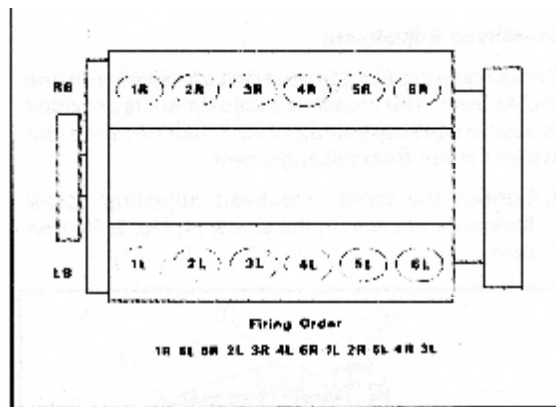 RB 1R 2R 3R 4R 5R 6R
LB 1L 2L 3L 4L 5L 6L
Firing Order
1R 6L 5R 2L 3R 4L 6R 1L 2R 5L 4R 3L